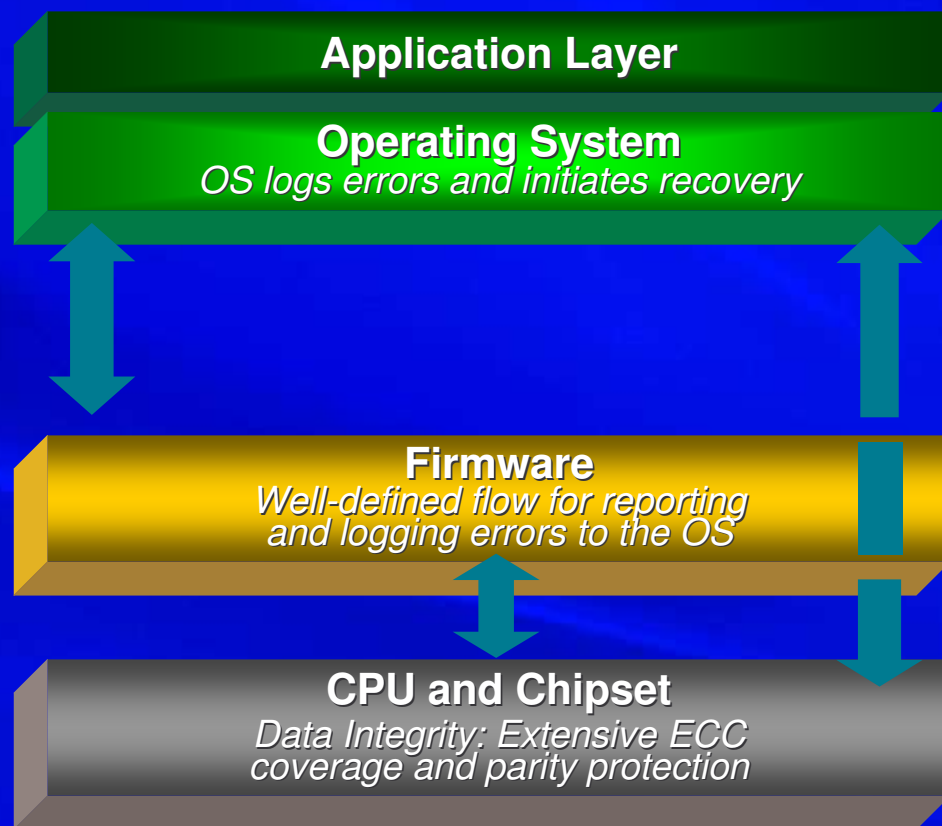 Application Layer
Operating System
OS logs errors and initiates recovery
Firmware
Well-defined flow for reporting
and logging errors to the OS
CPU and Chipset
Data Integrity: Extensive ECC
coverage and parity protection